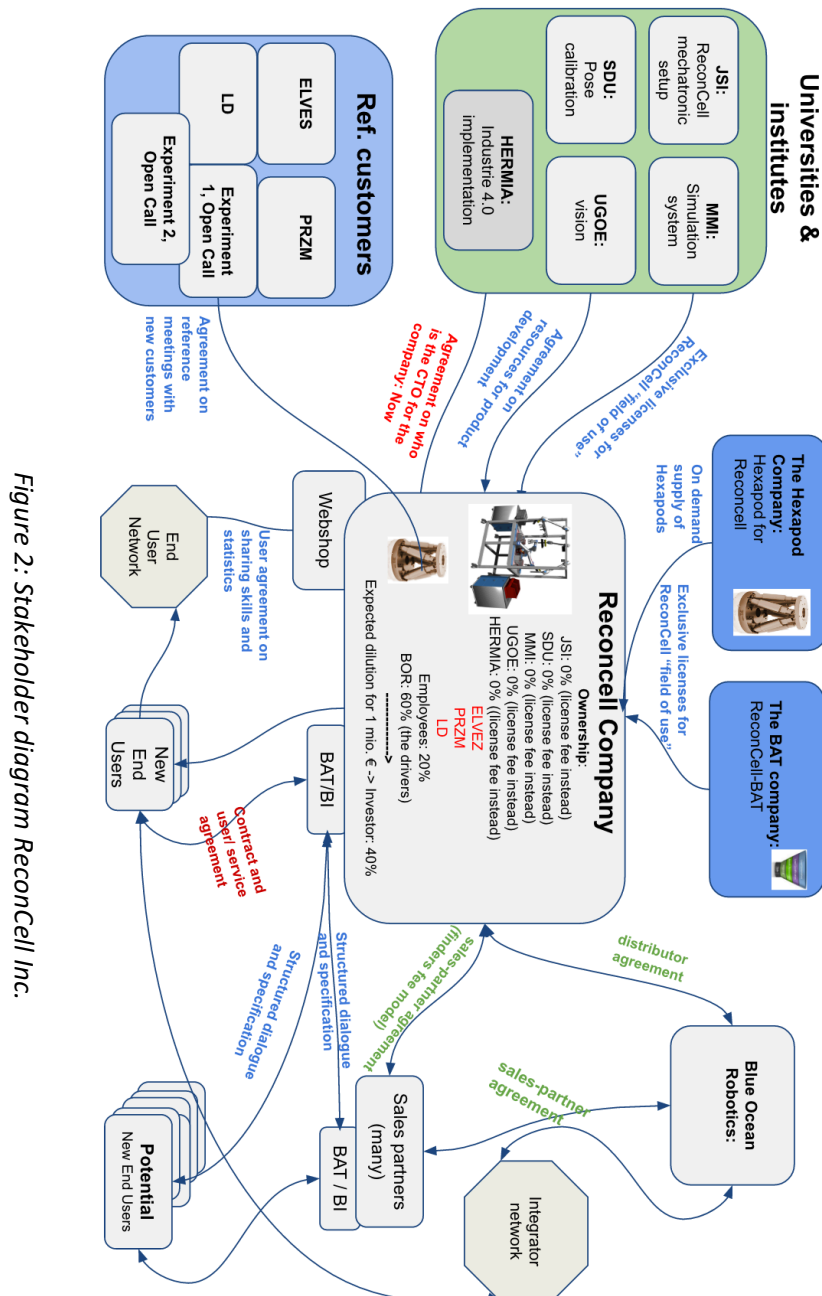 The Hexapod
Company:
Hexapod for
Reconcell
The BAT company:
ReconCell-BAT
Blue Ocean
Robotics:
Universities &
institutes
JSI:
ReconCell
mechatronic
setup
MMI:
Simulation
system
SDU:
Pose
calibration
UGOE:
vision
HERMIA:
Industrie 4.0
implementation
Exclusive licenses for
ReconCell "field of use"
Agreement on
resources for product
development
Agreement on who
is the CTO for the
company: Now
On demand
supply of
Hexapods
Exclusive licenses for
ReconCell "field of use"
distributor
agreement
sales-partner
agreement
sales-partner agreement
(finders fee model)
Integrator
network
Reconcell Company
Ownership:
JSI: 0% (license fee instead)
SDU: 0% (license fee instead)
MMI: 0% (license fee instead)
UGOE: 0% (license fee instead)
HERMIA: 0% ((license fee instead)
ELVEZ
PRZM
LD
Employees: 20%
BOR: 60% (the drivers)
-------------->
Expected dilution for 1 mio. € -> Investor: 40%
Ref. customers
ELVES
PRZM
LD
Experiment
1, Open Call
Experiment 2,
Open Call
Agreement on
reference
meetings with
new customers
Webshop
BAT/BI
Sales partners
(many)
BAT / BI
Structured dialogue
and specification
Structured dialogue
and specification
User agreement on
sharing skills and
statistics
Contract and
user/ service
agreement
End
User
Network
New
End
Users
Potential
New End Users
Figure 2: Stakeholder diagram ReconCell Inc.